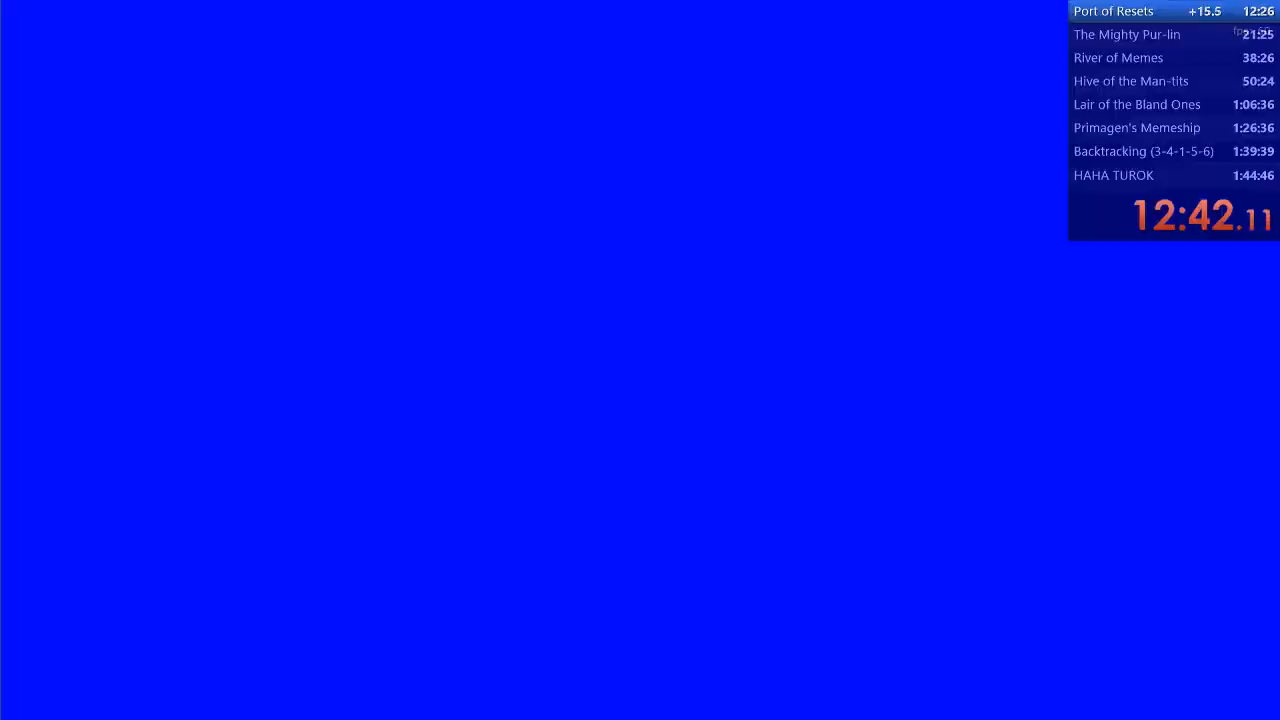 Port of Resets +15.5 12:26
The Mighty Pur-lin 21:25
River of Memes 38:26
Hive of the Man-tits 50:24
Lair of the Bland Ones 1:06:36
Primagen's Memeship 1:26:36
Backtracking (3-4-1-5-6) 1:39:39
HAHA TUROK 1:44:46
12:42.11